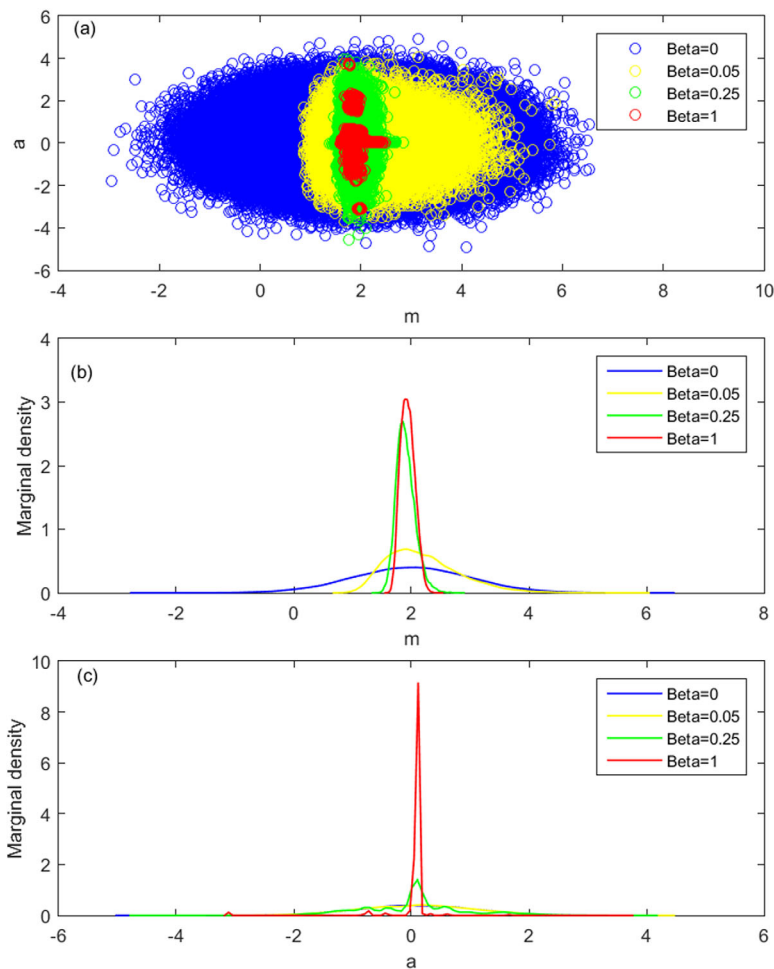 (a)
Beta=0
Beta=0.05
Beta=0.25
Beta=1
6
4
2
0
-2
-4
-6
a
-4 -2 0 2 4 6 8 10
m
(b)
Beta=0
Beta=0.05
Beta=0.25
Beta=1
4
3
2
1
0
Marginal density
-4 -2 0 2 4 6 8
m
(c)
Beta=0
Beta=0.05
Beta=0.25
Beta=1
10
8
6
4
2
0
Marginal density
-6 -4 -2 0 2 4 6
a